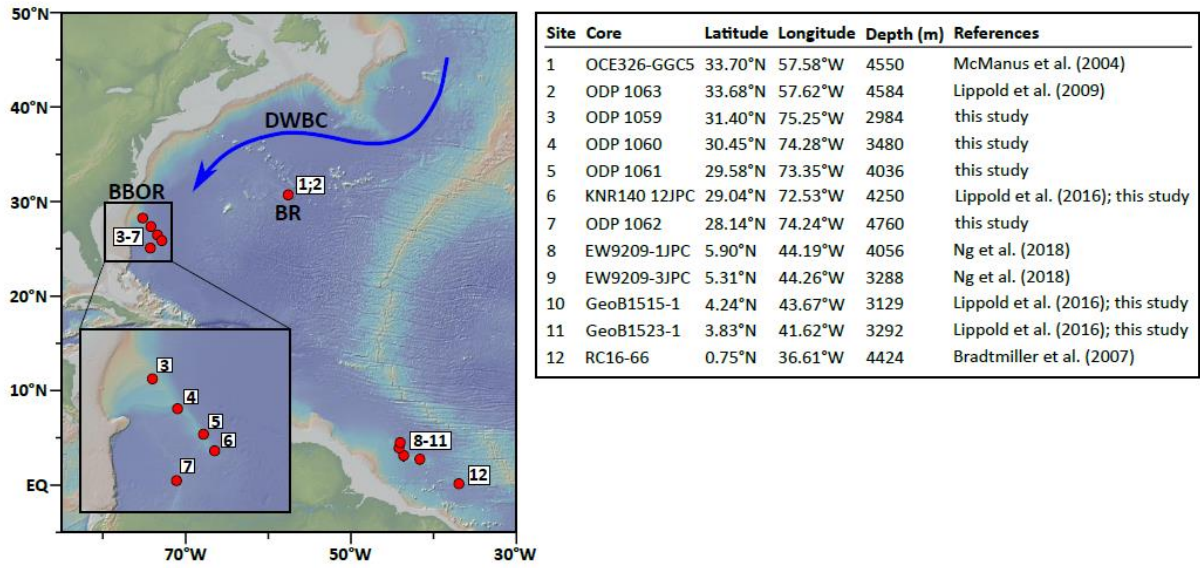 50°N
40°N
30°N
20°N
10°N
EQ
70°W
50°W
30°W
DWBC
BBOR
1;2
BR
3-7
3
4
5
6
7
8-11
12
Site Core Latitude Longitude Depth (m) References
1 OCE326-GGC5 33.70°N 57.58°W 4550 McManus et al. (2004)
2 ODP 1063 33.68°N 57.62°W 4584 Lippold et al. (2009)
3 ODP 1059 31.40°N 75.25°W 2984 this study
4 ODP 1060 30.45°N 74.28°W 3480 this study
5 ODP 1061 29.58°N 73.35°W 4036 this study
6 KNR140 12JPC 29.04°N 72.53°W 4250 Lippold et al. (2016); this study
7 ODP 1062 28.14°N 74.24°W 4760 this study
8 EW9209-1JPC 5.90°N 44.19°W 4056 Ng et al. (2018)
9 EW9209-3JPC 5.31°N 44.26°W 3288 Ng et al. (2018)
10 GeoB1515-1 4.24°N 43.67°W 3129 Lippold et al. (2016); this study
11 GeoB1523-1 3.83°N 41.62°W 3292 Lippold et al. (2016); this study
12 RC16-66 0.75°N 36.61°W 4424 Bradtmiller et al. (2007)